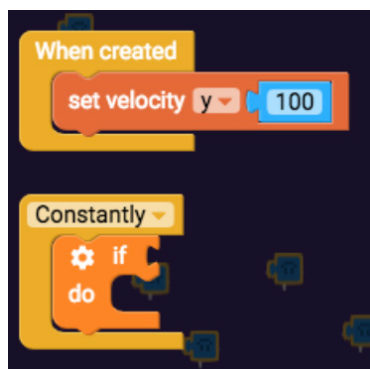 When created
set velocity y 100
Constantly
if
do